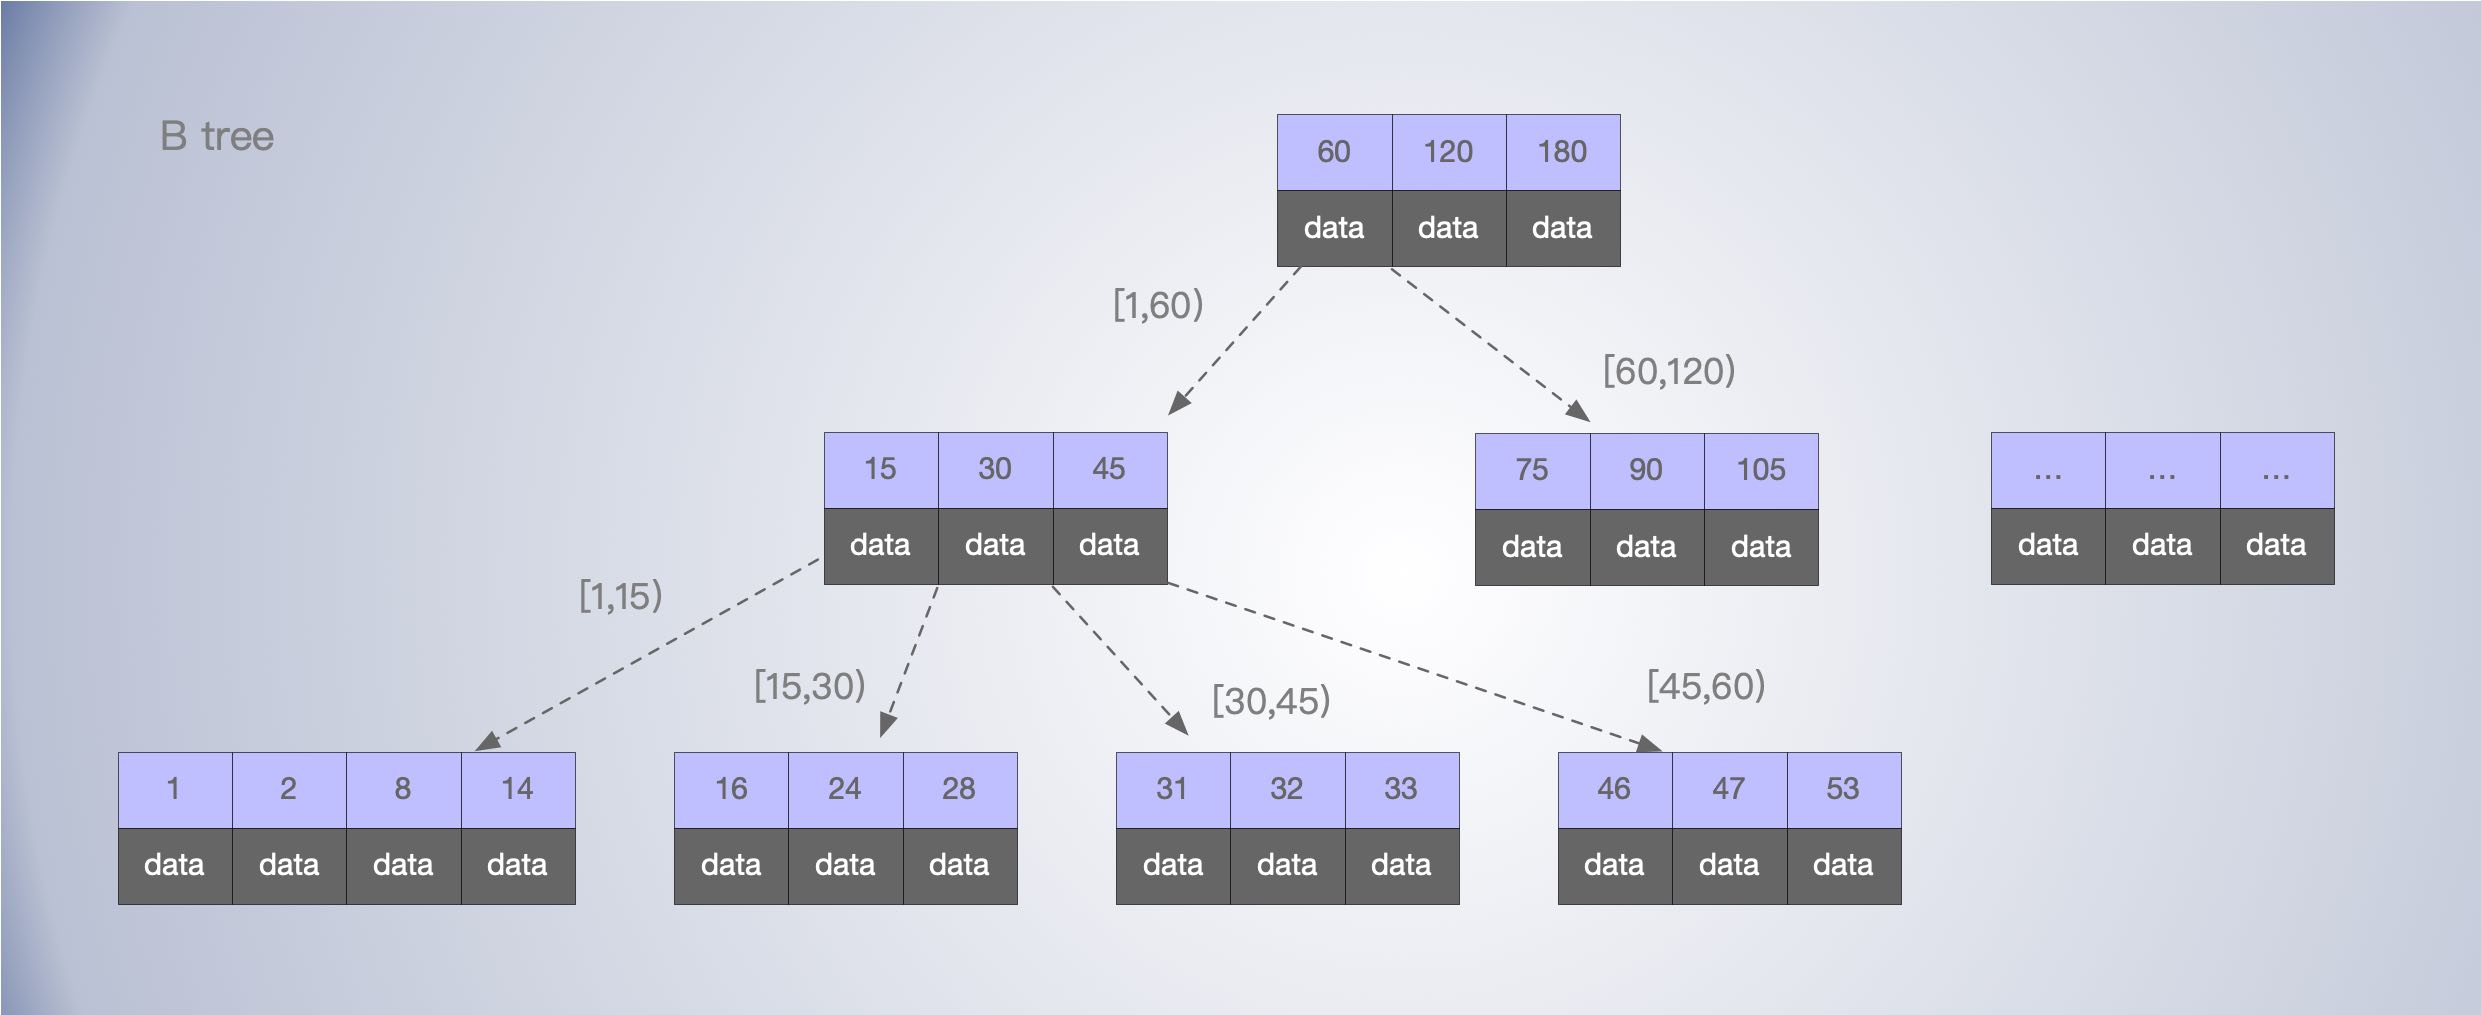 B tree
60 120 180
data data data
[1,60)
[60,120)
15 30 45
data data data
75 90 105
data data data
... ... ...
data data data
[1,15)
[15,30)
[30,45)
[45,60)
1 2 8 14
data data data data
16 24 28
data data data
31 32 33
data data data
46 47 53
data data data